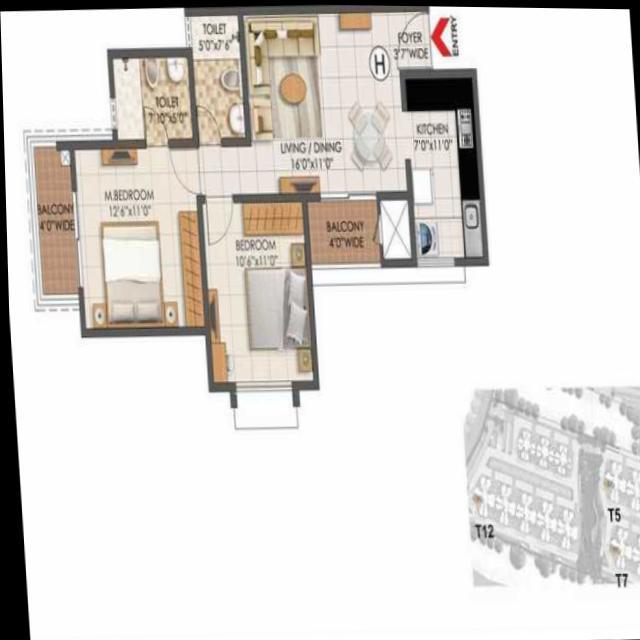 TOILET
5'0"x7'6"
FOYER
3'7"WIDE
ENTRY
H
TOILET
7'10"x5'0"
KITCHEN
7'0"x11'0"
LIVING / DINING
16'0"x11'0"
M.BEDROOM
12'6"x11'0"
BALCONY
4'0"WIDE
BALCONY
4'0"WIDE
BEDROOM
10'6"x11'0"
T5
T12
T7